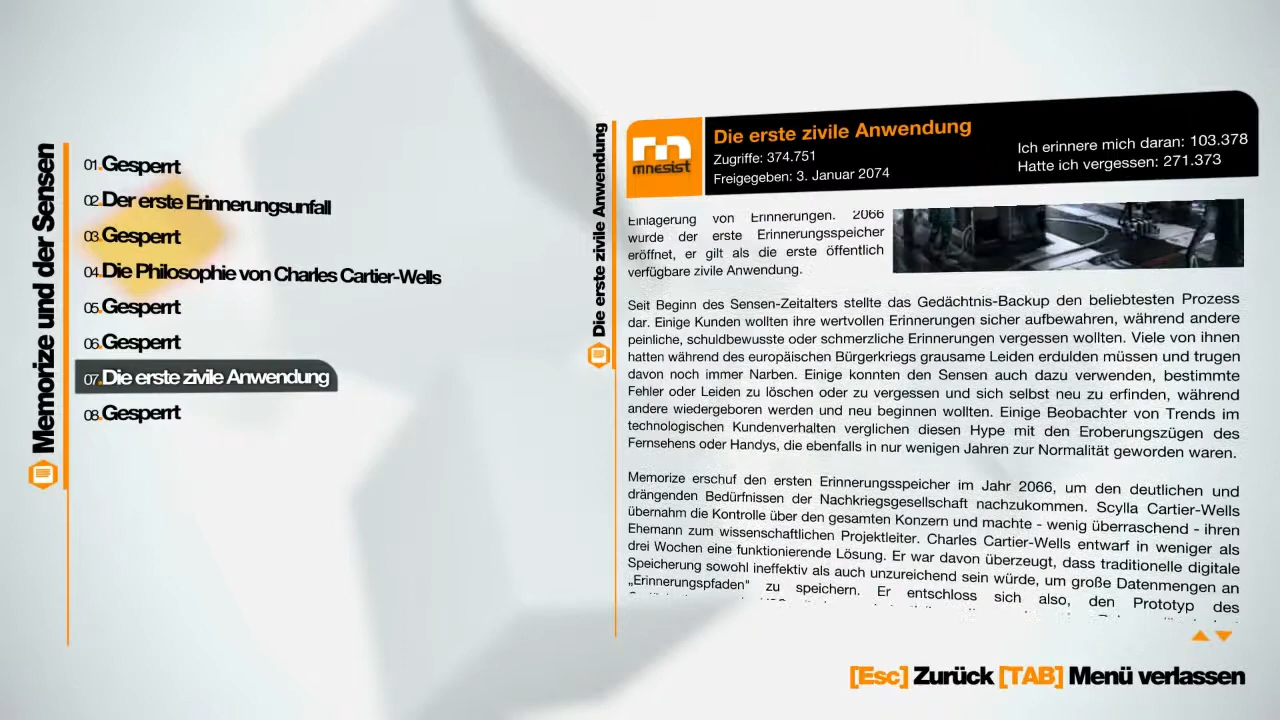 Memorize und der Sensen
01.Gesperrt
02.Der erste Erinnerungsunfall
03.Gesperrt
04.Die Philosophie von Charles Cartier-Wells
05.Gesperrt
06.Gesperrt
07.Die erste zivile Anwendung
08.Gesperrt
Die erste zivile Anwendung
mnesist
Die erste zivile Anwendung
Zugriffe: 374.751
Freigegeben: 3. Januar 2074
Ich erinnere mich daran: 103.378
Hatte ich vergessen: 271.373
Einlagerung von Erinnerungen. 2066
wurde der erste Erinnerungsspeicher
eröffnet, er gilt als die erste öffentlich
verfügbare zivile Anwendung.
Seit Beginn des Sensen-Zeitalters stellte das Gedächtnis-Backup den beliebtesten Prozess
dar. Einige Kunden wollten ihre wertvollen Erinnerungen sicher aufbewahren, während andere
peinliche, schuldbewusste oder schmerzliche Erinnerungen vergessen wollten. Viele von ihnen
hatten während des europäischen Bürgerkriegs grausame Leiden erdulden müssen und trugen
davon noch immer Narben. Einige konnten den Sensen auch dazu verwenden, bestimmte
Fehler oder Leiden zu löschen oder zu vergessen und sich selbst neu zu erfinden, während
andere wiedergeboren werden und neu beginnen wollten. Einige Beobachter von Trends im
technologischen Kundenverhalten verglichen diesen Hype mit den Eroberungszügen des
Fernsehens oder Handys, die ebenfalls in nur wenigen Jahren zur Normalität geworden waren.
Memorize erschuf den ersten Erinnerungsspeicher im Jahr 2066, um den deutlichen und
drängenden Bedürfnissen der Nachkriegsgesellschaft nachzukommen. Scylla Cartier-Wells
übernahm die Kontrolle über den gesamten Konzern und machte - wenig überraschend - ihren
Ehemann zum wissenschaftlichen Projektleiter. Charles Cartier-Wells entwarf in weniger als
drei Wochen eine funktionierende Lösung. Er war davon überzeugt, dass traditionelle digitale
Speicherung sowohl ineffektiv als auch unzureichend sein würde, um große Datenmengen an
„Erinnerungspfaden" zu speichern. Er entschloss sich also, den Prototyp des
[Esc] Zurück [TAB] Menü verlassen